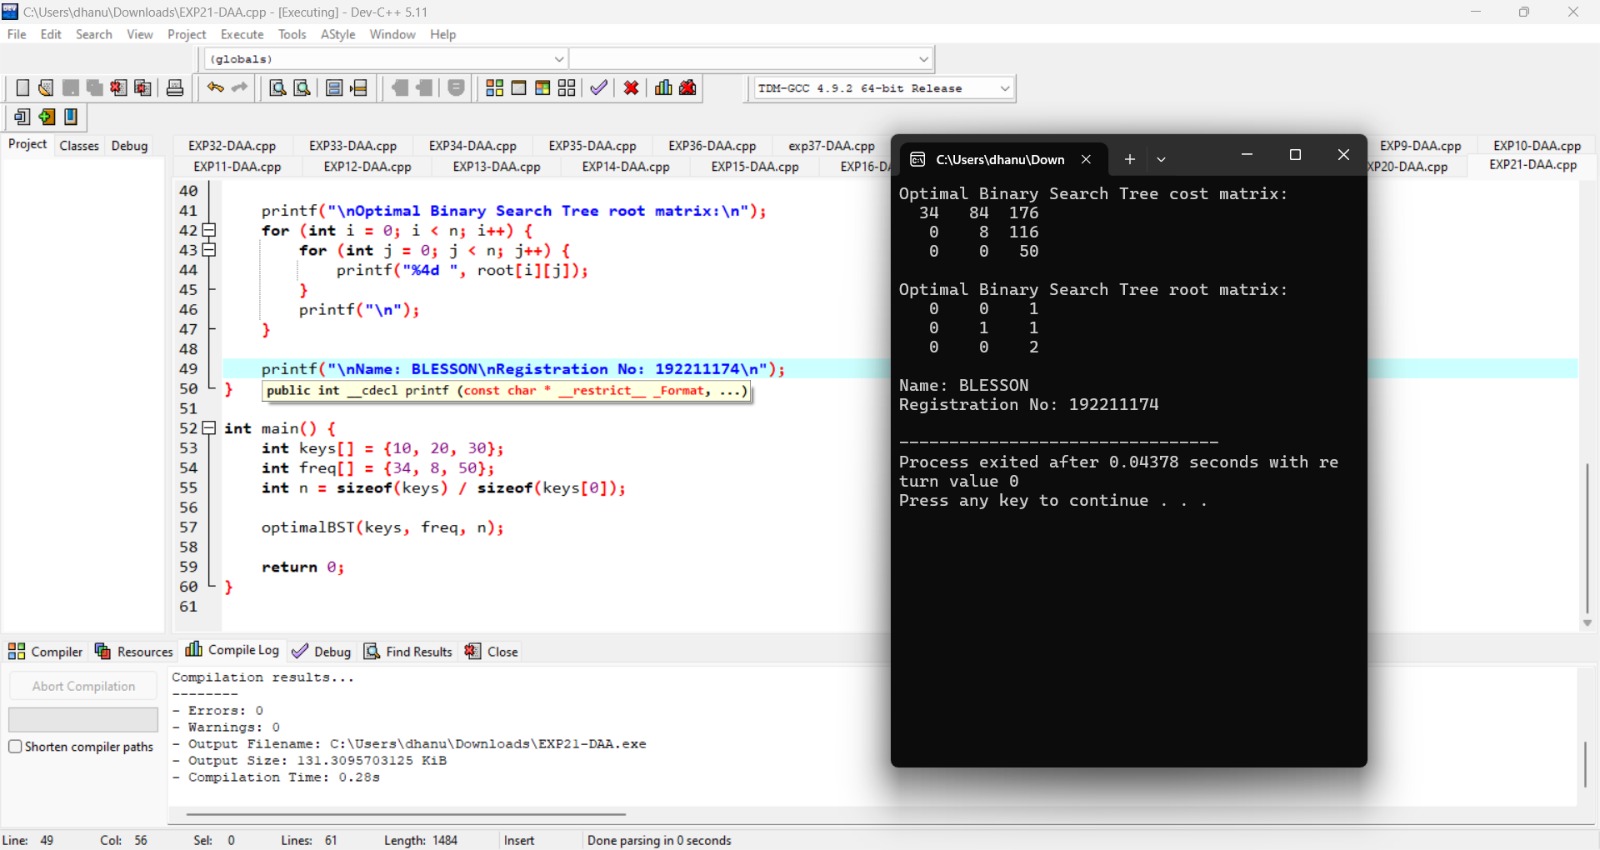 C:\Users\dhanu\Downloads\EXP21-DAA.cpp - [Executing] - Dev-C++ 5.11
File Edit Search View Project Execute Tools AStyle Window Help
(globals)
TDM-GCC 4.9.2 64-bit Release
Project Classes Debug
EXP32-DAA.cpp EXP33-DAA.cpp EXP34-DAA.cpp EXP35-DAA.cpp EXP36-DAA.cpp exp37-DAA.cpp EXP9-DAA.cpp EXP10-DAA.cpp
EXP11-DAA.cpp EXP12-DAA.cpp EXP13-DAA.cpp EXP14-DAA.cpp EXP15-DAA.cpp EXP16-D XP20-DAA.cpp EXP21-DAA.cpp
40
41 printf("\nOptimal Binary Search Tree root matrix:\n");
42 for (int i = 0; i < n; i++) {
43 for (int j = 0; j < n; j++) {
44 printf("%4d ", root[i][j]);
45 }
46 printf("\n");
47 }
48
49 printf("\nName: BLESSON\nRegistration No: 192211174\n");
50 }
public int __cdecl printf (const char * __restrict__ _Format, ...)
51
52 int main() {
53 int keys[] = {10, 20, 30};
54 int freq[] = {34, 8, 50};
55 int n = sizeof(keys) / sizeof(keys[0]);
56
57 optimalBST(keys, freq, n);
58
59 return 0;
60 }
61
C:\Users\dhanu\Down
Optimal Binary Search Tree cost matrix:
34 84 176
0 8 116
0 0 50
Optimal Binary Search Tree root matrix:
0 0 1
0 1 1
0 0 2
Name: BLESSON
Registration No: 192211174
--------------------------------
Process exited after 0.04378 seconds with re
turn value 0
Press any key to continue . . .
Compiler Resources Compile Log Debug Find Results Close
Abort Compilation
Shorten compiler paths
Compilation results...
--------
- Errors: 0
- Warnings: 0
- Output Filename: C:\Users\dhanu\Downloads\EXP21-DAA.exe
- Output Size: 131.3095703125 KiB
- Compilation Time: 0.28s
Line: 49 Col: 56 Sel: 0 Lines: 61 Length: 1484 Insert Done parsing in 0 seconds